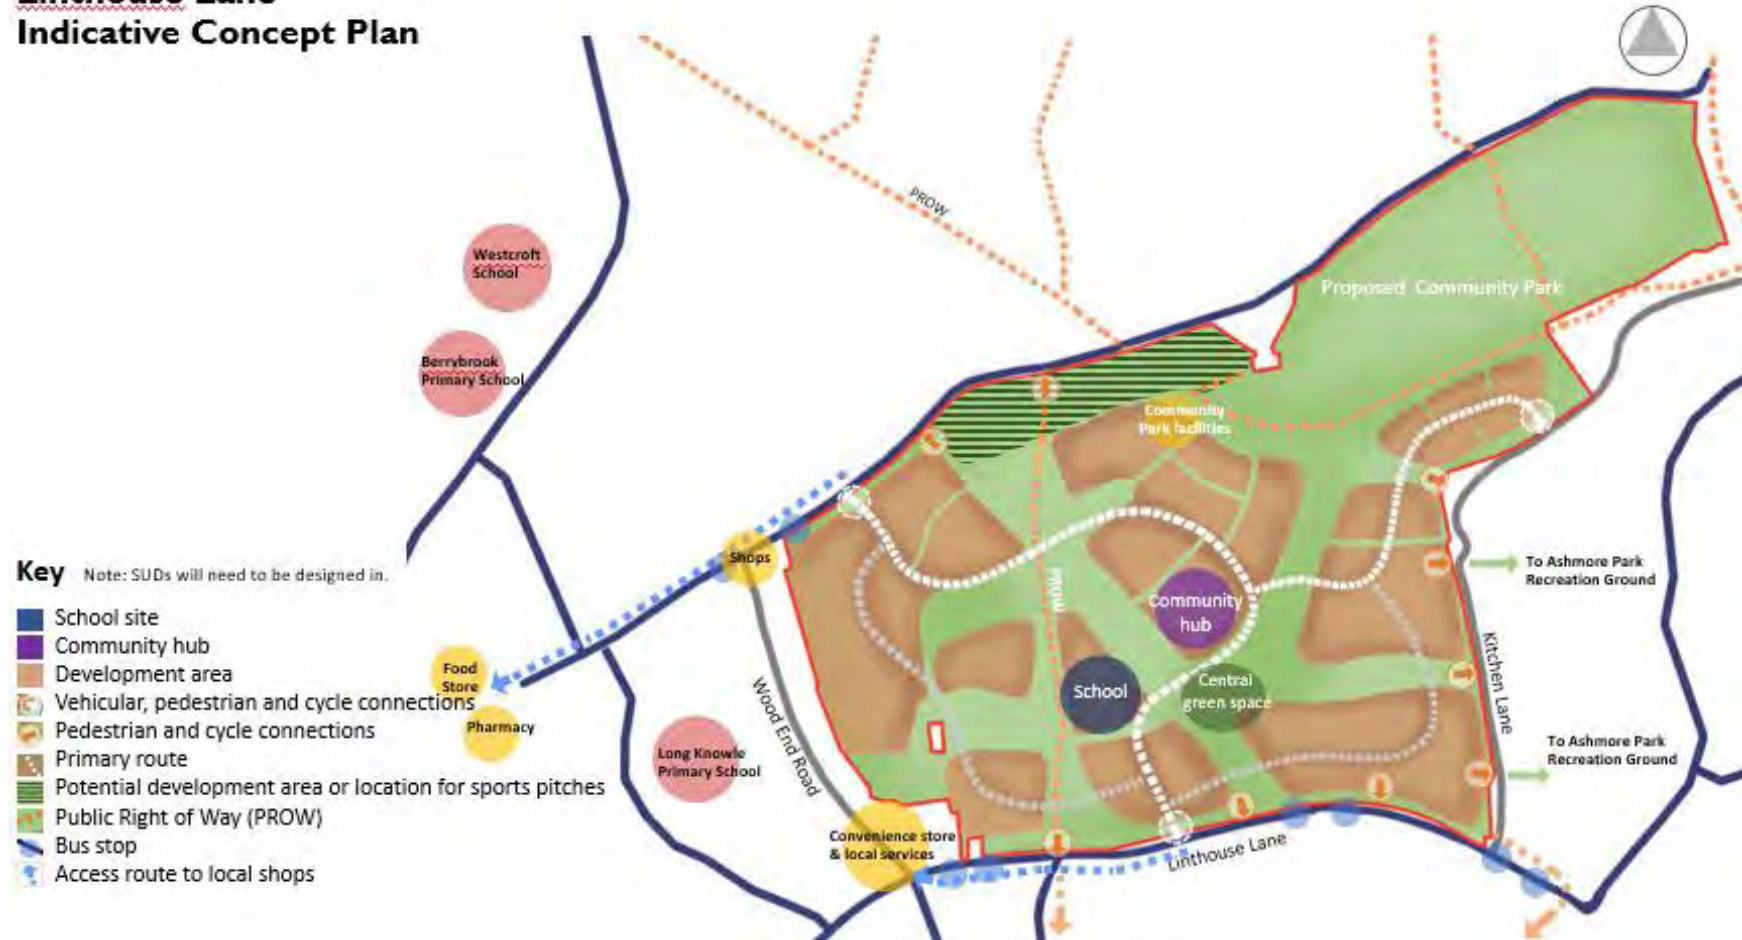 Linthouse Lane
Indicative Concept Plan
PROW
Westcroft
School
Berrybrook
Primary School
Proposed Community Park
Community
Park facilities
Shops
To Ashmore Park
Recreation Ground
PROW
Community
hub
Kitchen Lane
School
Central
green space
Food
Store
Pharmacy
Wood End Road
Long Knowle
Primary School
To Ashmore Park
Recreation Ground
Convenience store
& local services
Linthouse Lane
Key Note: SUDs will need to be designed in.
School site
Community hub
Development area
Vehicular, pedestrian and cycle connections
Pedestrian and cycle connections
Primary route
Potential development area or location for sports pitches
Public Right of Way (PROW)
Bus stop
Access route to local shops